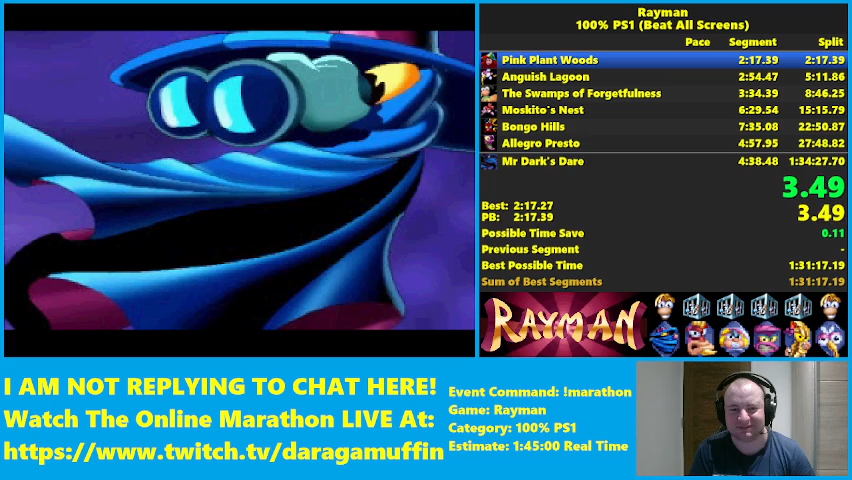 Rayman
100% PS1 (Beat All Screens)
Pace Segment Split
Pink Plant Woods 2:17.39 2:17.39
Anguish Lagoon 2:54.47 5:11.86
The Swamps of Forgetfulness 3:34.39 8:46.25
Moskito's Nest 6:29.54 15:15.79
Bongo Hills 7:35.08 22:50.87
Allegro Presto 4:57.95 27:48.82
Mr Dark's Dare 4:38.48 1:34:27.70
3.49
Best: 2:17.27
PB: 2:17.39 3.49
Possible Time Save 0.11
Previous Segment -
Best Possible Time 1:31:17.19
Sum of Best Segments 1:31:17.19
RAYMAN
I AM NOT REPLYING TO CHAT HERE!
Watch The Online Marathon LIVE At:
https://www.twitch.tv/daragamuffin
Event Command: !marathon
Game: Rayman
Category: 100% PS1
Estimate: 1:45:00 Real Time